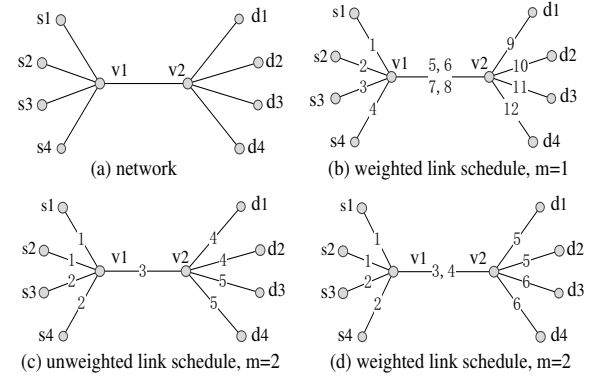 s1
d1
s2
v1
v2
d2
s3
d3
s4
d4
(a) network
s1
d1
1
9
s2
2
v1
5, 6
v2
10
d2
3
7, 8
11
s3
d3
4
12
s4
d4
(b) weighted link schedule, m=1
s1
d1
1
4
s2
1
v1
v2
4
d2
3
s3
2
5
d3
2
5
s4
d4
(c) unweighted link schedule, m=2
s1
d1
1
5
s2
1
v1
v2
5
d2
3, 4
s3
2
6
d3
2
6
s4
d4
(d) weighted link schedule, m=2